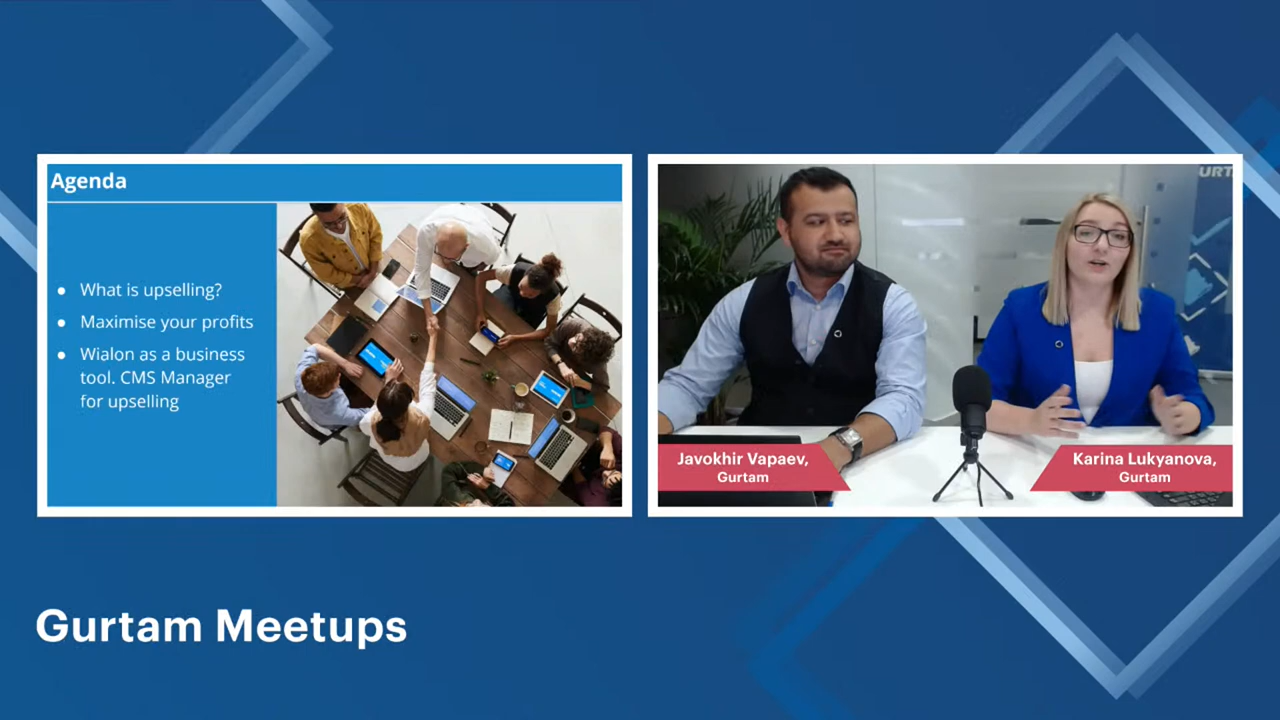 Agenda
What is upselling?
Maximise your profits
Wialon as a business
tool. CMS Manager
for upselling
URT
Javokhir Vapaev,
Gurtam
Karina Lukyanova,
Gurtam
Gurtam Meetups